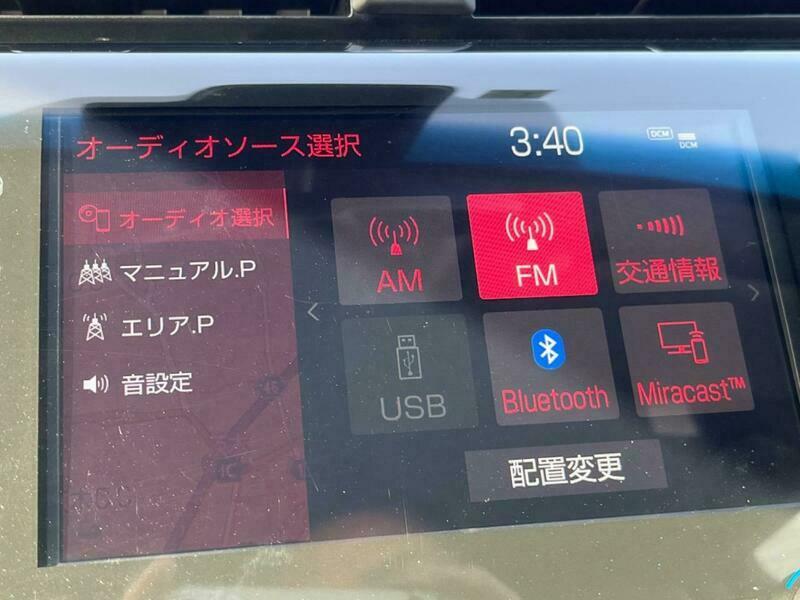 オーディオソース選択
3:40
DCM
DCM
オーディオ選択
マニュアル.P
エリア.P
音設定
AM
FM
交通情報
USB
Bluetooth
Miracast™
配置変更